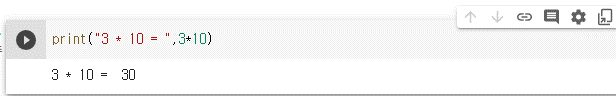 print("3 * 10 = ",3*10)
3 * 10 =  30